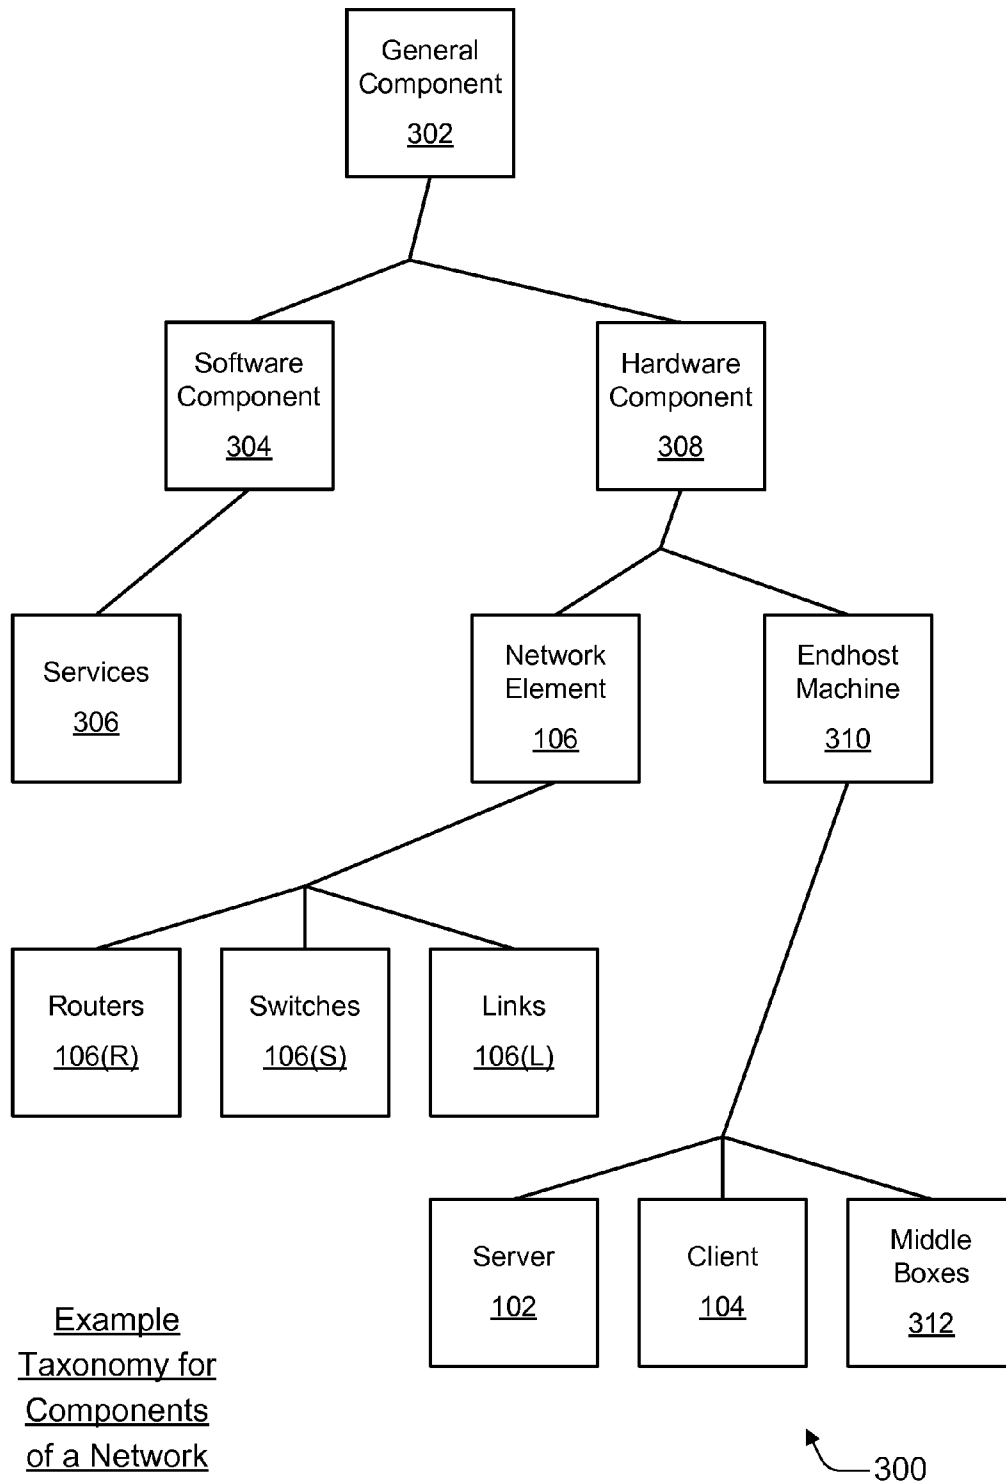 General
Component
302
Software
Component
304
Hardware
Component
308
Services
306
Network
Element
106
Endhost
Machine
310
Routers
106(R)
Switches
106(S)
Links
106(L)
Server
102
Client
104
Middle
Boxes
312
Example
Taxonomy for
Components
of a Network
300